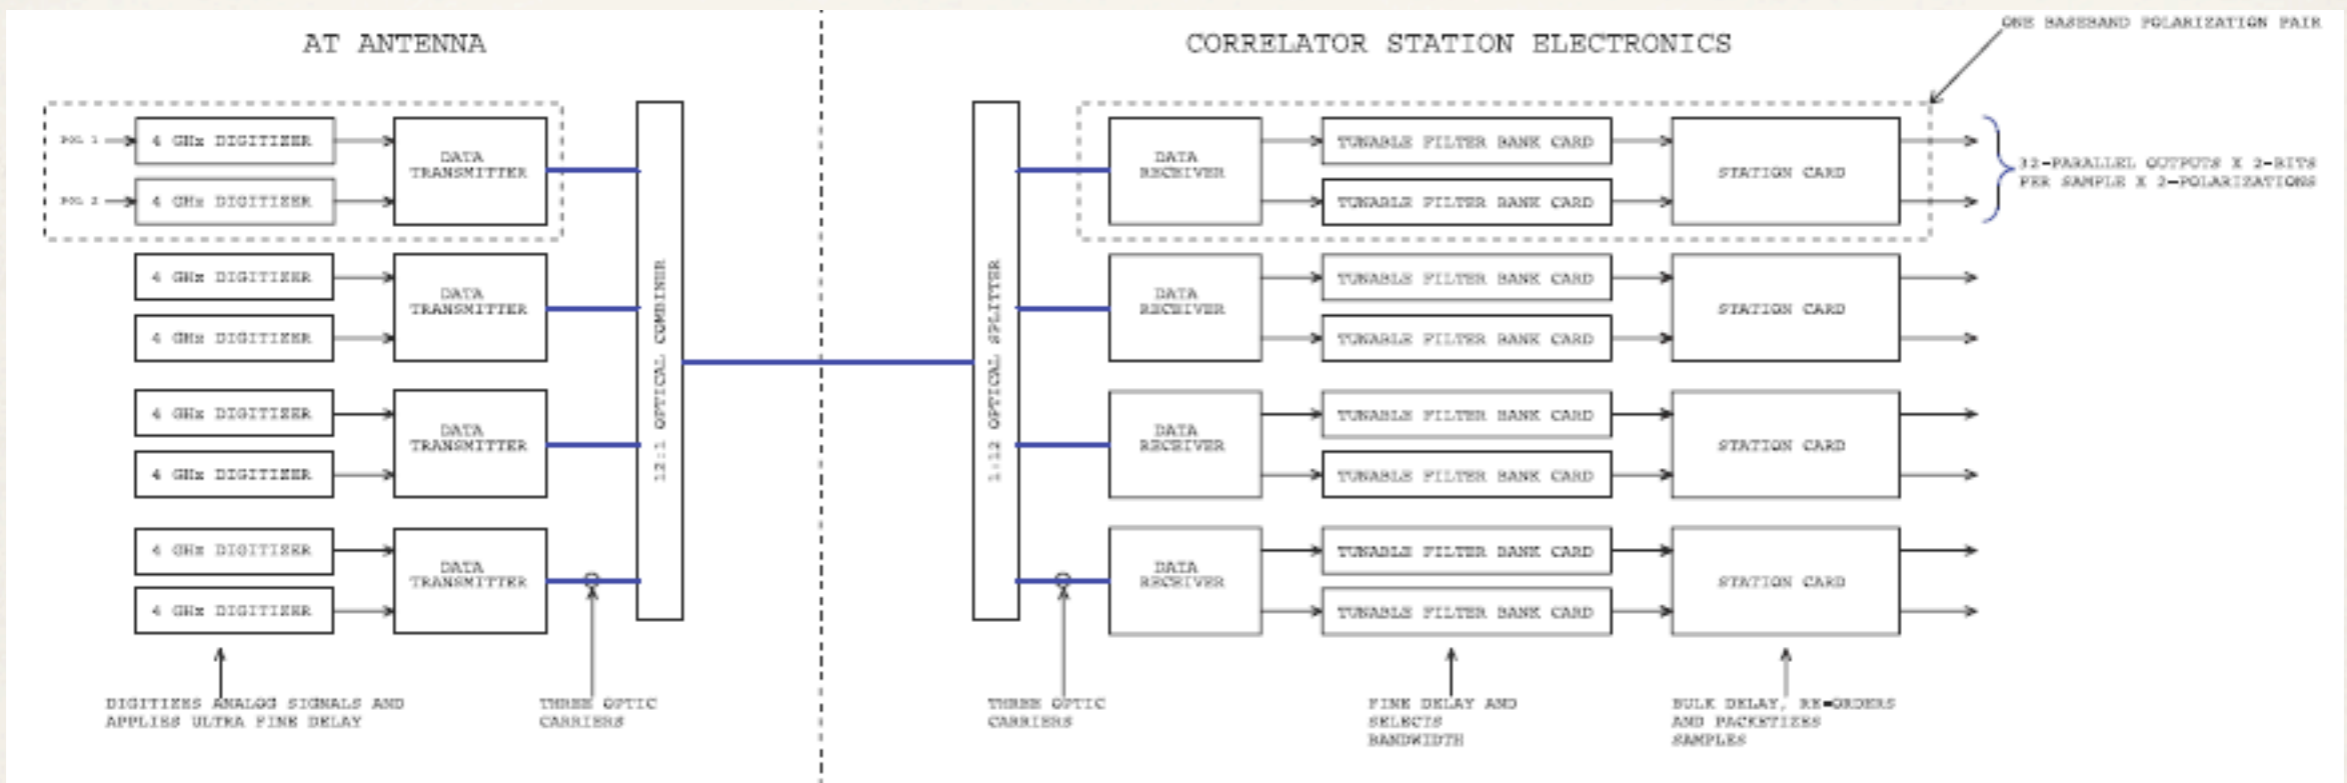 ONE BASEBAND POLARIZATION PAIR
AT ANTENNA
CORRELATOR STATION ELECTRONICS
POL 1
4 GHz DIGITIZER
DATA
TRANSMITTER
POL 2
4 GHz DIGITIZER
4 GHz DIGITIZER
DATA
TRANSMITTER
4 GHz DIGITIZER
4 GHz DIGITIZER
DATA
TRANSMITTER
4 GHz DIGITIZER
4 GHz DIGITIZER
DATA
TRANSMITTER
4 GHz DIGITIZER
12:1 OPTICAL COMBINER
1:12 OPTICAL SPLITTER
DATA
RECEIVER
TUNABLE FILTER BANK CARD
TUNABLE FILTER BANK CARD
STATION CARD
32-PARALLEL OUTPUTS X 2-BITS
PER SAMPLE X 2-POLARIZATIONS
DATA
RECEIVER
TUNABLE FILTER BANK CARD
TUNABLE FILTER BANK CARD
STATION CARD
DATA
RECEIVER
TUNABLE FILTER BANK CARD
TUNABLE FILTER BANK CARD
STATION CARD
DATA
RECEIVER
TUNABLE FILTER BANK CARD
TUNABLE FILTER BANK CARD
STATION CARD
DIGITIZES ANALOG SIGNALS AND
APPLIES ULTRA FINE DELAY
THREE OPTIC
CARRIERS
THREE OPTIC
CARRIERS
FINE DELAY AND
SELECTS
BANDWIDTH
BULK DELAY, RE-ORDERS
AND PACKETIZES
SAMPLES